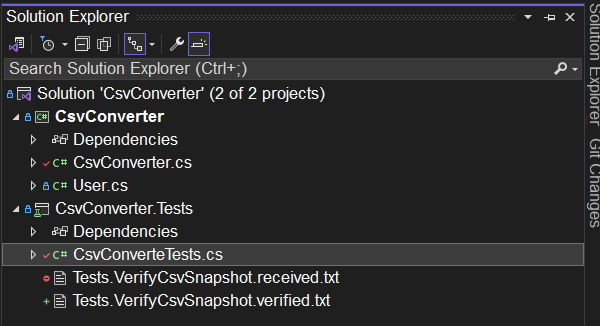 Solution Explorer
Search Solution Explorer (Ctrl+;)
Solution 'CsvConverter' (2 of 2 projects)
C# CsvConverter
Dependencies
C# CsvConverter.cs
C# User.cs
CsvConverter.Tests
Dependencies
C# CsvConverteTests.cs
Tests.VerifyCsvSnapshot.received.txt
Tests.VerifyCsvSnapshot.verified.txt
Solution Explorer
Git Changes